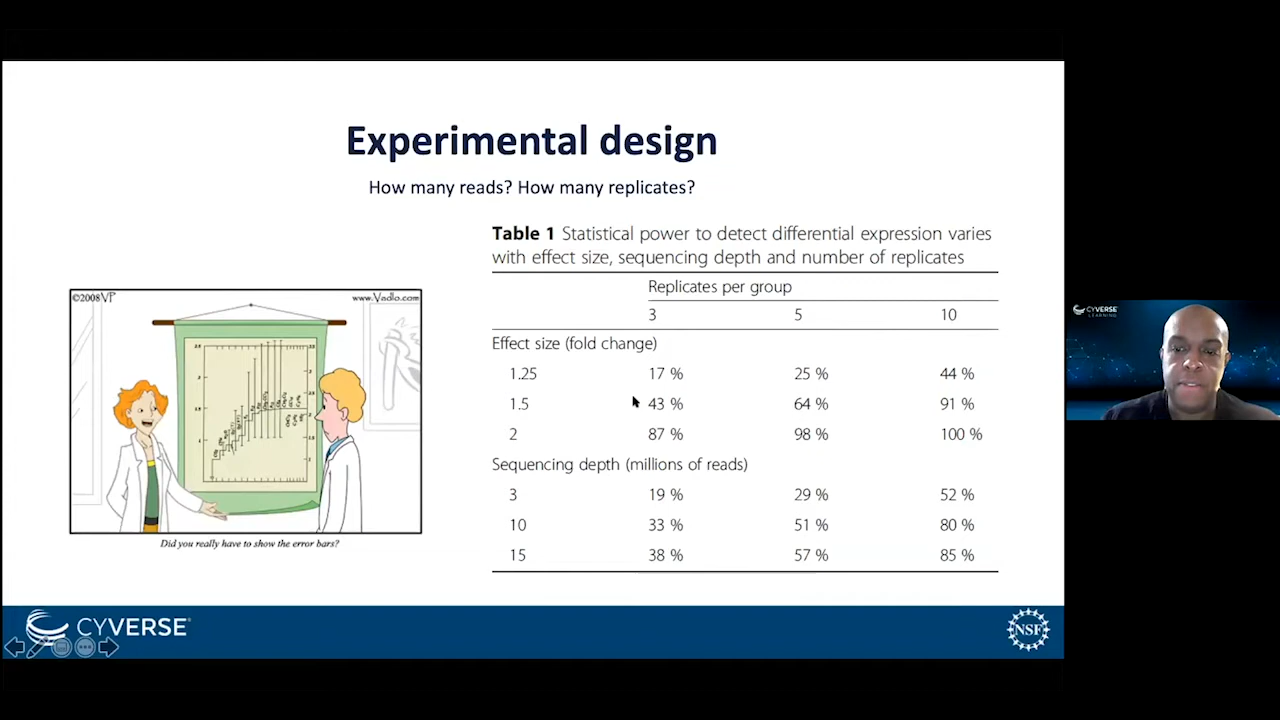 Experimental design
How many reads? How many replicates?
Table 1 Statistical power to detect differential expression varies
with effect size, sequencing depth and number of replicates
Replicates per group
3 5 10
Effect size (fold change)
1.25 17 % 25 % 44 %
1.5 43 % 64 % 91 %
2 87 % 98 % 100 %
Sequencing depth (millions of reads)
3 19 % 29 % 52 %
10 33 % 51 % 80 %
15 38 % 57 % 85 %
©2008 VP www.Vadlo.com
Did you really have to show the error bars?
CYVERSE®
NSF
CYVERSE
LEARNING